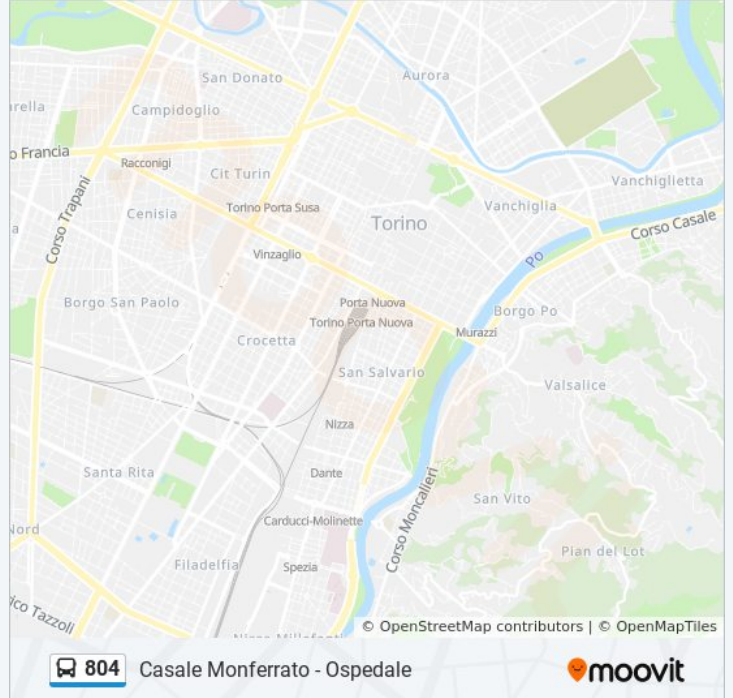 San Donato
Aurora
arella
Campidoglio
o Francia
Racconigi
Cit Turin
Vanchiglietta
Corso Trapani
Cenisia
Torino Porta Susa
Torino
Vanchiglia
a
Corso Casale
Vinzaglio
Po
Borgo San Paolo
Porta Nuova
Torino Porta Nuova
Borgo Po
Murazzi
Crocetta
San Salvario
Valsalice
Nizza
Santa Rita
Dante
Corso Moncalieri
San Vito
Nord
Carducci-Molinette
Filadelfia
Spezia
Pian del Lot
ico Tazzoli
© OpenStreetMap contributors | © OpenMapTiles
804 Casale Monferrato - Ospedale
moovit